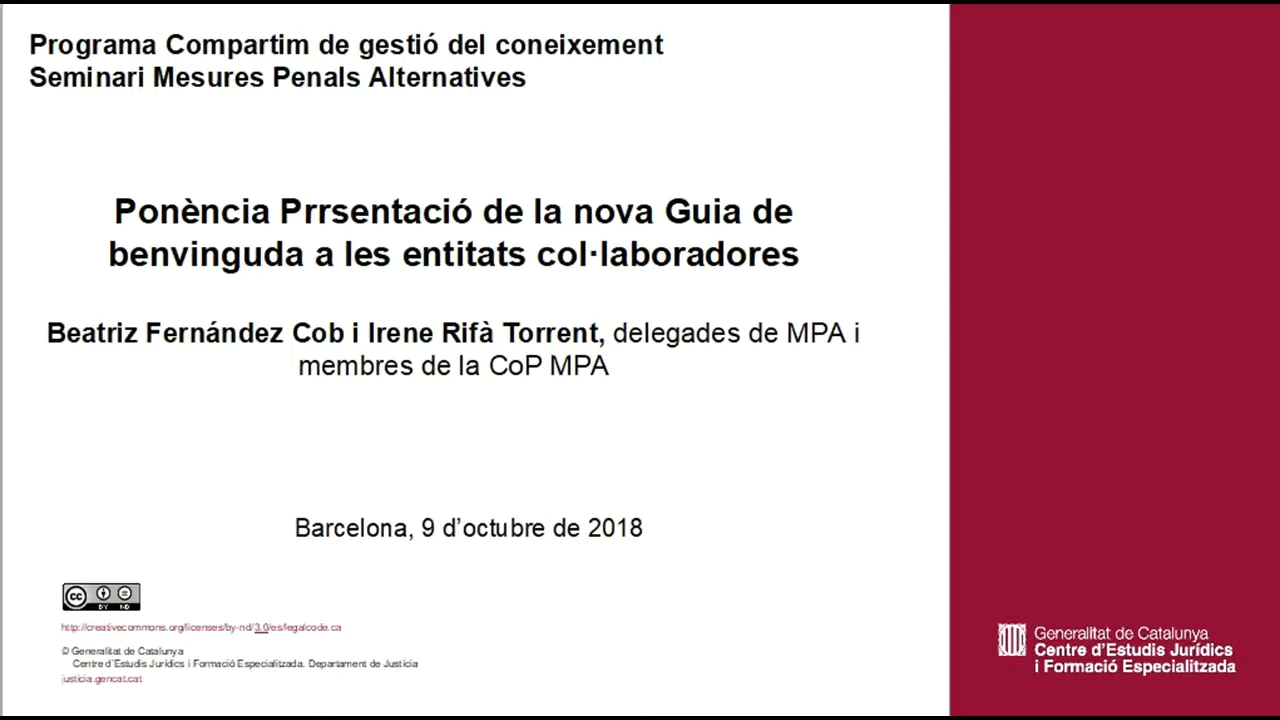 Programa Compartim de gestió del coneixement
Seminari Mesures Penals Alternatives
Ponència Prrsentació de la nova Guia de
benvinguda a les entitats col·laboradores
Beatriz Fernández Cob i Irene Rifà Torrent, delegades de MPA i
membres de la CoP MPA
Barcelona, 9 d’octubre de 2018
cc
BY ND
http://creativecommons.org/licenses/by-nd/3.0/es/legalcode.ca
© Generalitat de Catalunya
Centre d’Estudis Jurídics i Formació Especialitzada. Departament de Justícia
justicia.gencat.cat
Generalitat de Catalunya
Centre d’Estudis Jurídics
i Formació Especialitzada